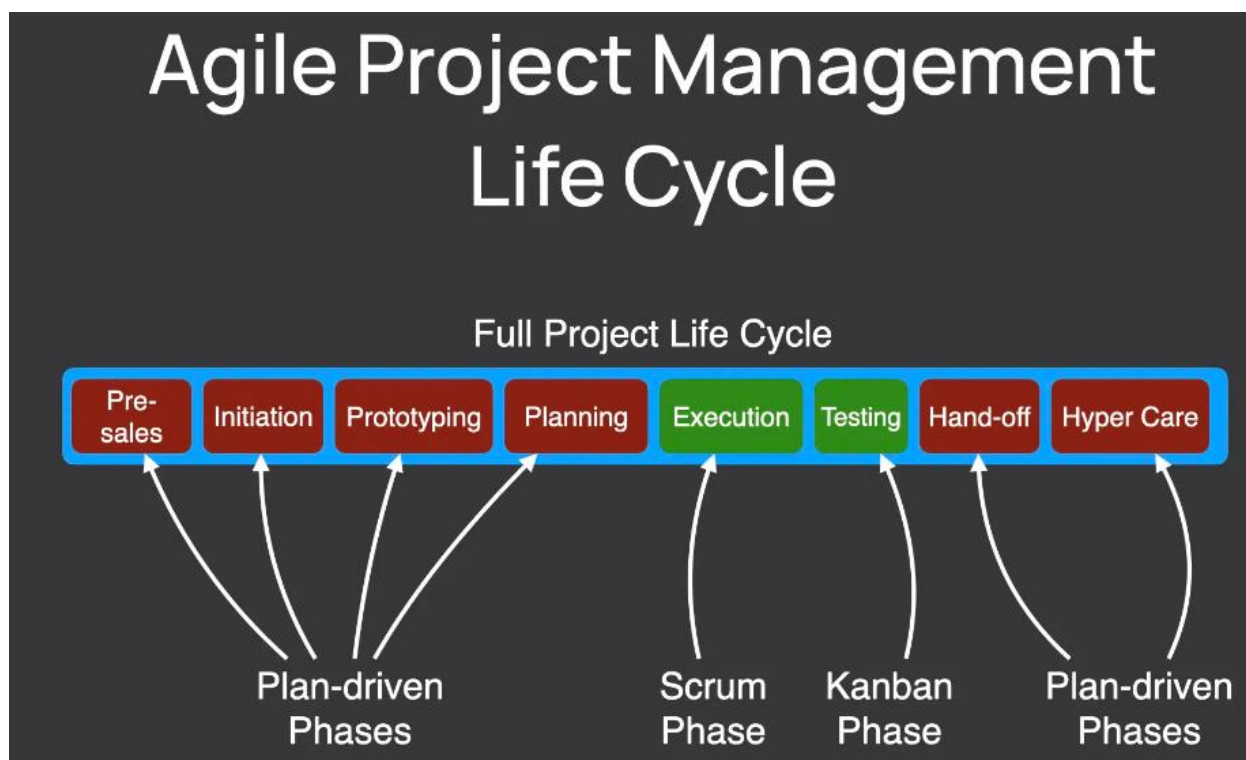 Agile Project Management
Life Cycle
Full Project Life Cycle
Pre-
sales
Initiation
Prototyping
Planning
Execution
Testing
Hand-off
Hyper Care
Plan-driven
Phases
Scrum
Phase
Kanban
Phase
Plan-driven
Phases